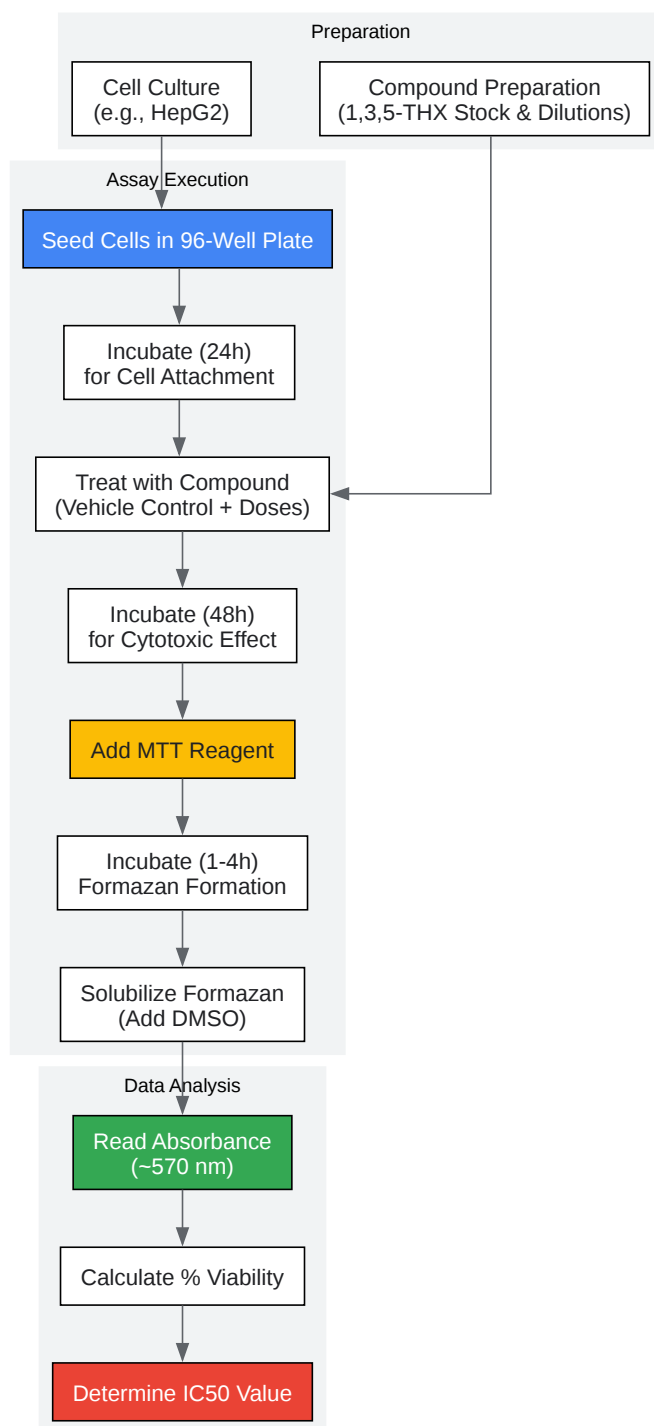 Preparation
Cell Culture
(e.g., HepG2)
Compound Preparation
(1,3,5-THX Stock & Dilutions)
Assay Execution
Seed Cells in 96-Well Plate
Incubate (24h)
for Cell Attachment
Treat with Compound
(Vehicle Control + Doses)
Incubate (48h)
for Cytotoxic Effect
Add MTT Reagent
Incubate (1-4h)
Formazan Formation
Solubilize Formazan
(Add DMSO)
Data Analysis
Read Absorbance
(~570 nm)
Calculate % Viability
Determine IC50 Value